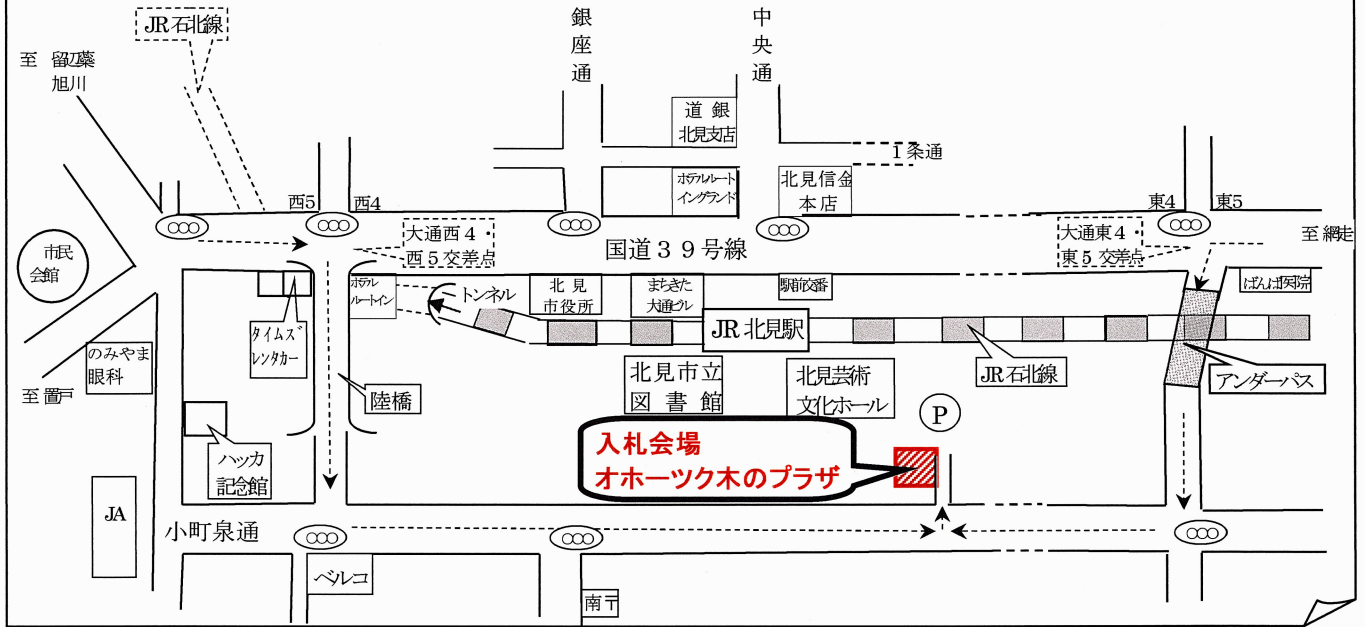 JR石北線
至 留辺蘂
旭川
銀座通
中央通
道 銀
北見支店
1条通
ホテルルート
イングランド
北見信金
本店
西5
西4
東4
東5
市民
会館
大通西4・
西5交差点
国道39号線
大通東4・
東5交差点
至 網走
ホテル
ルートイン
トンネル
北 見
市役所
まちきた
大通ビル
駅前交番
ばんば医院
タイムズ
レンタカー
JR北見駅
のみやま
眼科
至 置戸
陸橋
北見市立
図書館
北見芸術
文化ホール
JR石北線
アンダーパス
P
入札会場
オホーツク木のプラザ
ハッカ
記念館
JA
小町泉通
ベルコ
南〒